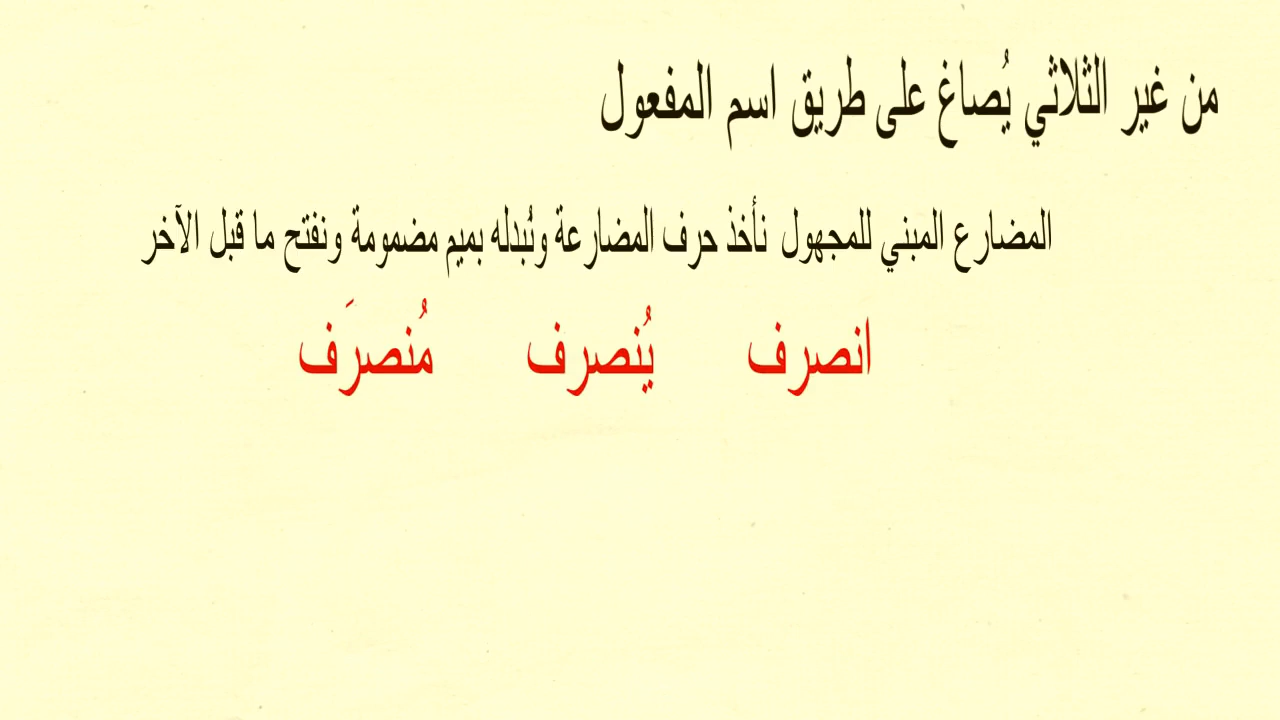 من غير الثلاثي يُصاغ على طريق اسم المفعول
المضارع المبني للمجهول نأخذ حرف المضارعة ونُبدله بميم مضمومة ونفتح ما قبل الآخر
انصرف يُنصرف مُنصرَف